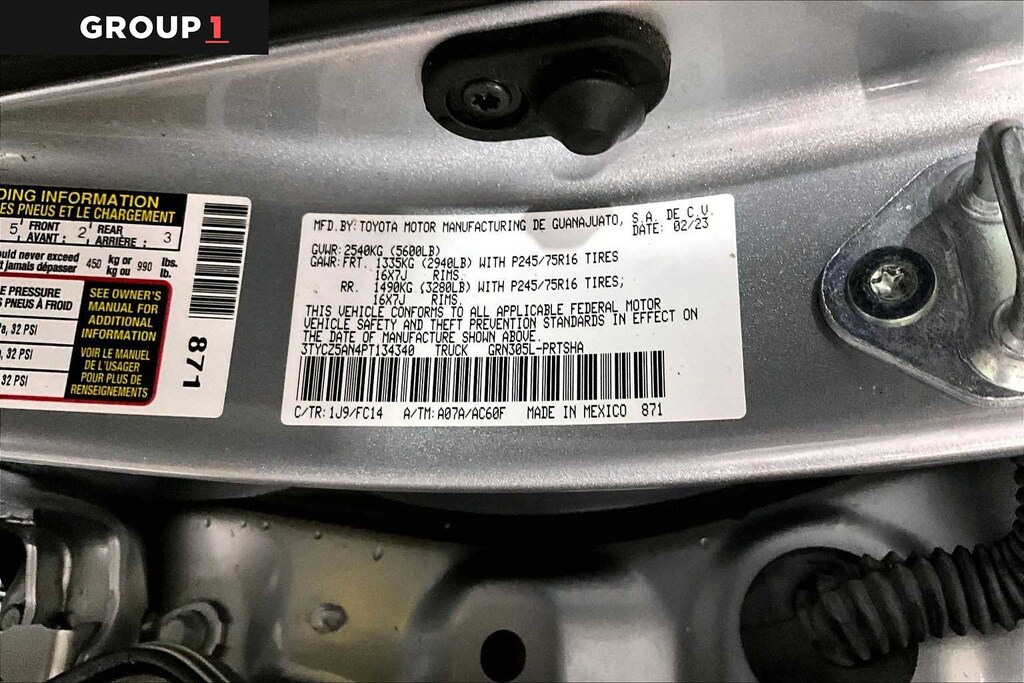 GROUP 1
DING INFORMATION
ES PNEUS ET LE CHARGEMENT
5 FRONT AVANT: 2 REAR ARRIÈRE: 3
ould never exceed 450 kg or 990 lbs.
t jamais dépasser kg ou lb.
E PRESSURE
S PNEUS À FROID
, 32 PSI
, 32 PSI
32 PSI
SEE OWNER'S
MANUAL FOR
ADDITIONAL
INFORMATION
VOIR LE MANUEL
DE L'USAGER
POUR PLUS DE
RENSEIGNEMENTS
871
MFD.BY:TOYOTA MOTOR MANUFACTURING DE GUANAJUATO, S.A. DE C.V.
DATE: 02/23
GVWR: 2540KG (5600LB)
GAWR:FRT. 1335KG (2940LB) WITH P245/75R16 TIRES
16X7J RIMS.
RR. 1490KG (3280LB) WITH P245/75R16 TIRES;
16X7J RIMS.
THIS VEHICLE CONFORMS TO ALL APPLICABLE FEDERAL MOTOR
VEHICLE SAFETY AND THEFT PREVENTION STANDARDS IN EFFECT ON
THE DATE OF MANUFACTURE SHOWN ABOVE.
3TYCZ5AN4PT134340 TRUCK GRN305L-PRTSHA
C/TR:1J9/FC14 A/TM:A07A/AC60F MADE IN MEXICO 871